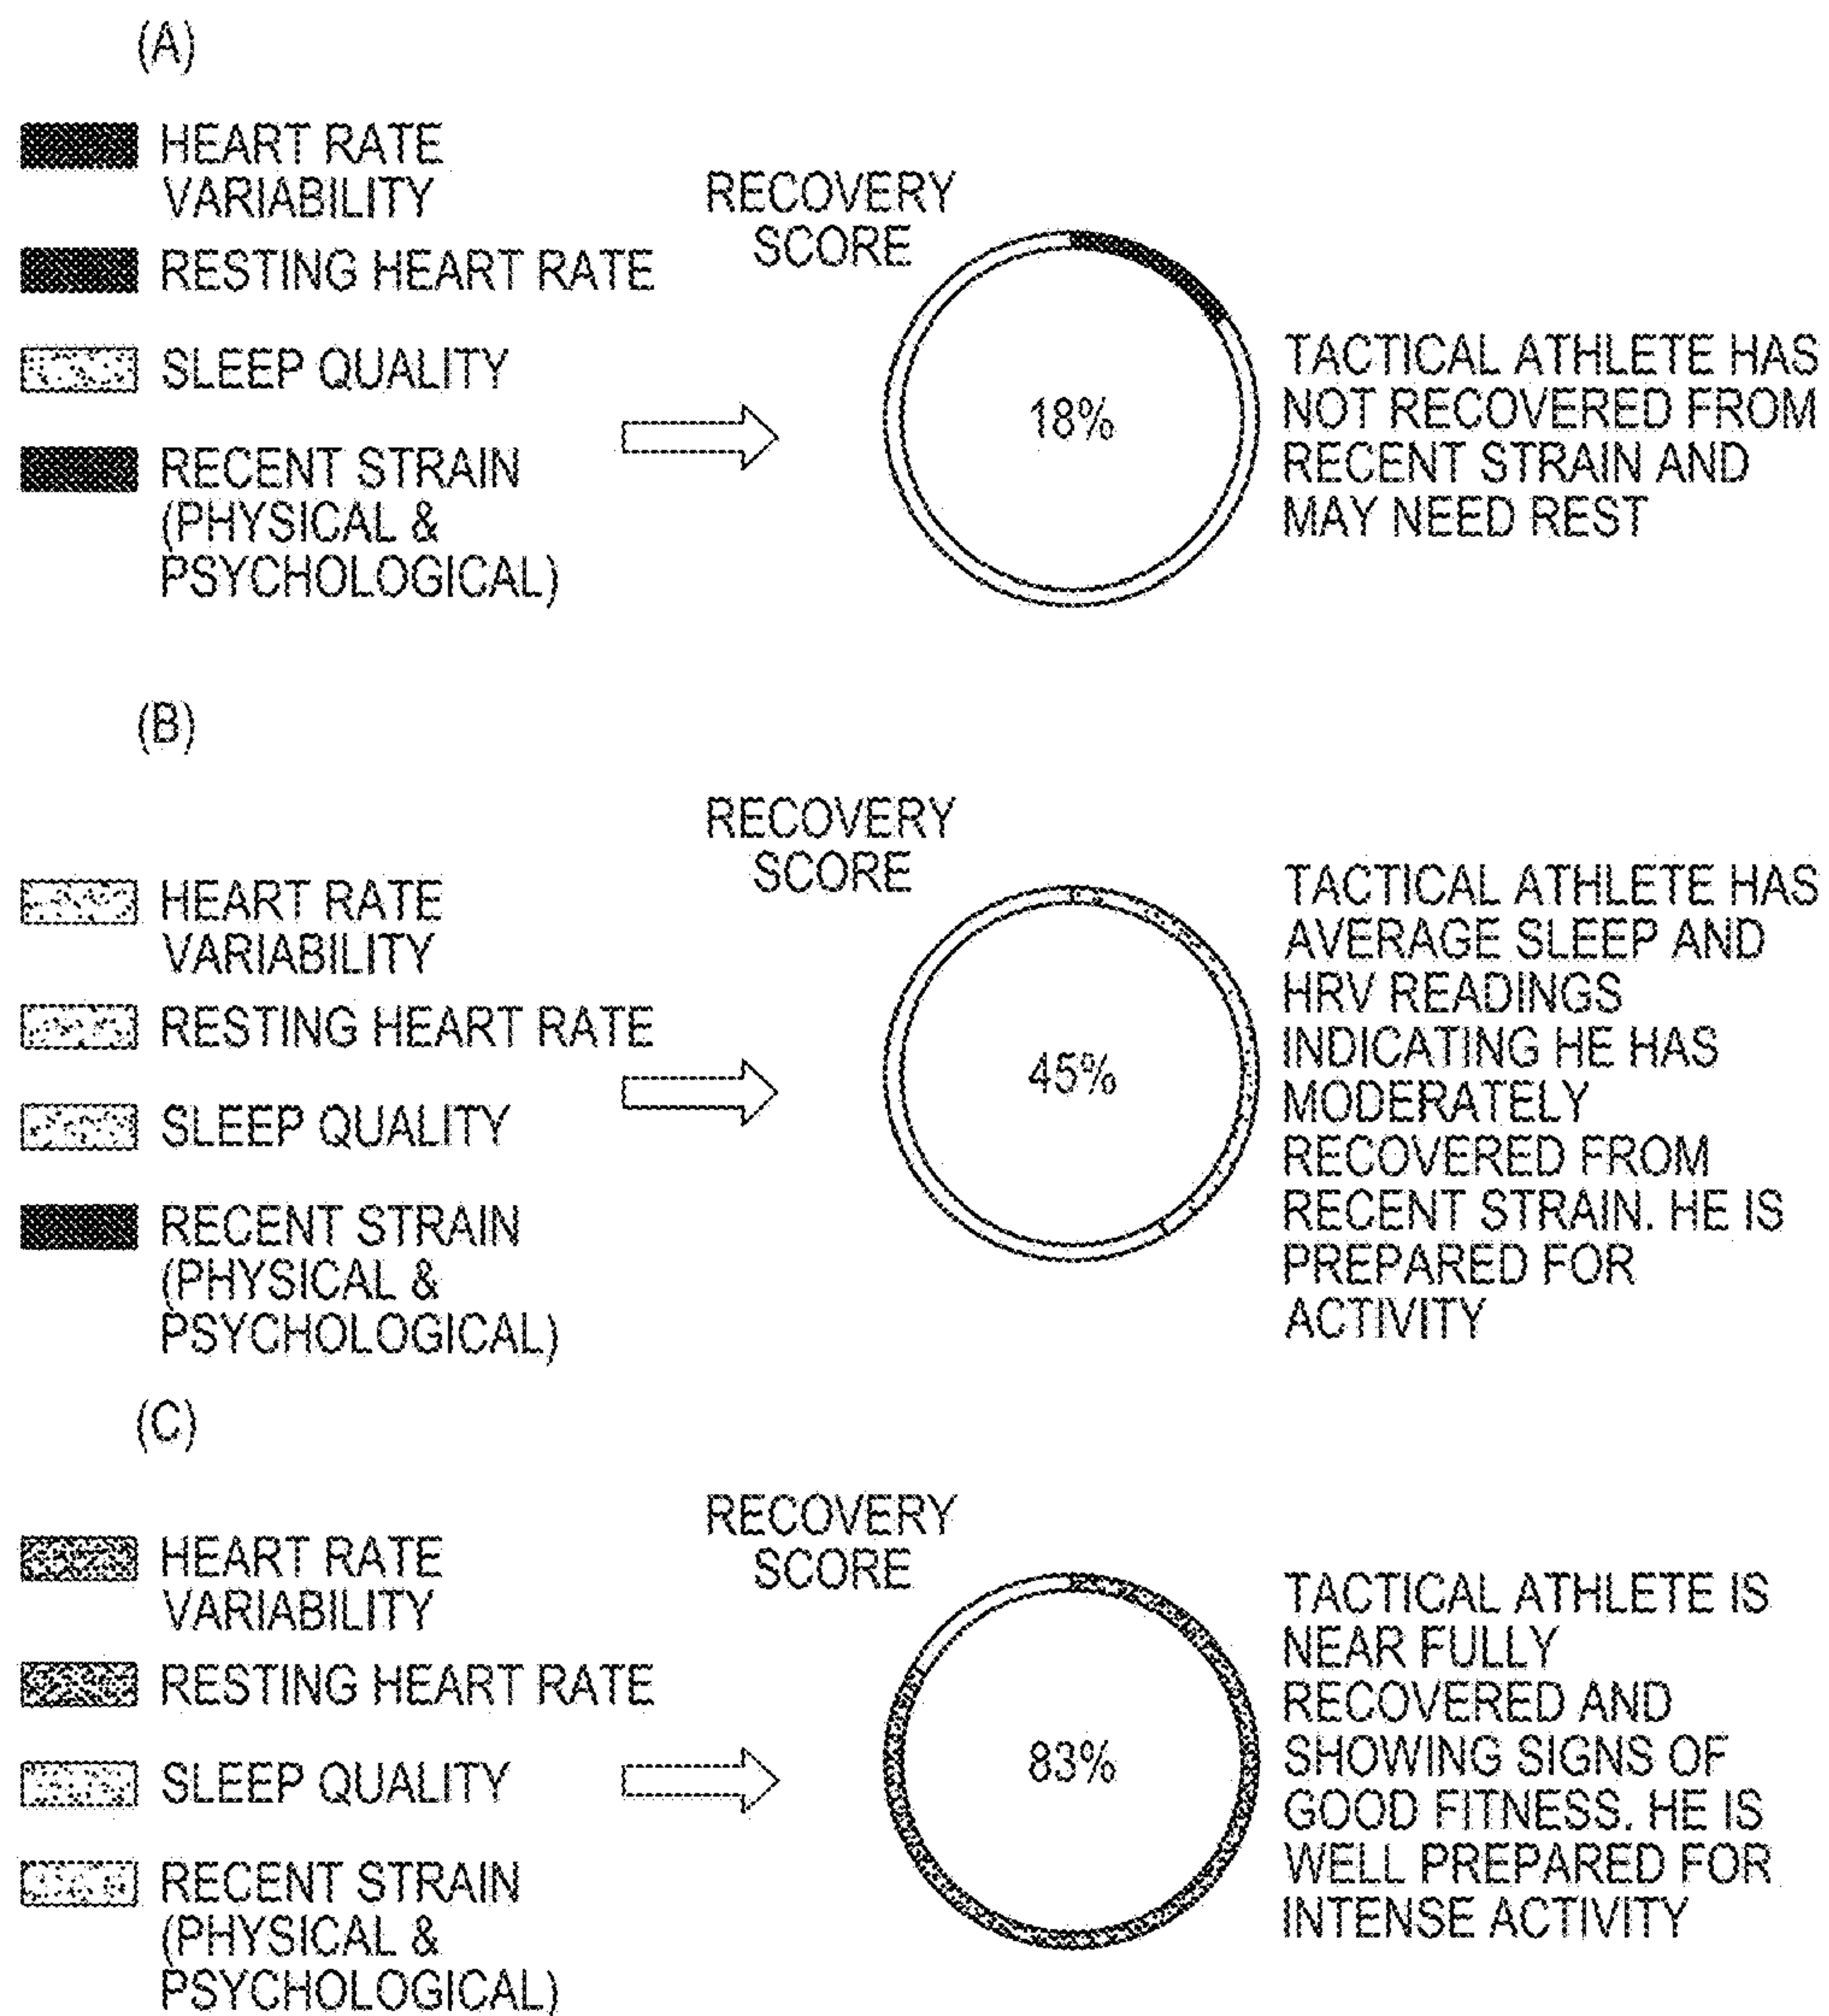 (A)
HEART RATE
VARIABILITY
RESTING HEART RATE
SLEEP QUALITY
RECENT STRAIN
(PHYSICAL &
PSYCHOLOGICAL)
RECOVERY
SCORE
18%
TACTICAL ATHLETE HAS
NOT RECOVERED FROM
RECENT STRAIN AND
MAY NEED REST
(B)
HEART RATE
VARIABILITY
RESTING HEART RATE
SLEEP QUALITY
RECENT STRAIN
(PHYSICAL &
PSYCHOLOGICAL)
RECOVERY
SCORE
45%
TACTICAL ATHLETE HAS
AVERAGE SLEEP AND
HRV READINGS
INDICATING HE HAS
MODERATELY
RECOVERED FROM
RECENT STRAIN. HE IS
PREPARED FOR
ACTIVITY
(C)
HEART RATE
VARIABILITY
RESTING HEART RATE
SLEEP QUALITY
RECENT STRAIN
(PHYSICAL &
PSYCHOLOGICAL)
RECOVERY
SCORE
83%
TACTICAL ATHLETE IS
NEAR FULLY
RECOVERED AND
SHOWING SIGNS OF
GOOD FITNESS. HE IS
WELL PREPARED FOR
INTENSE ACTIVITY